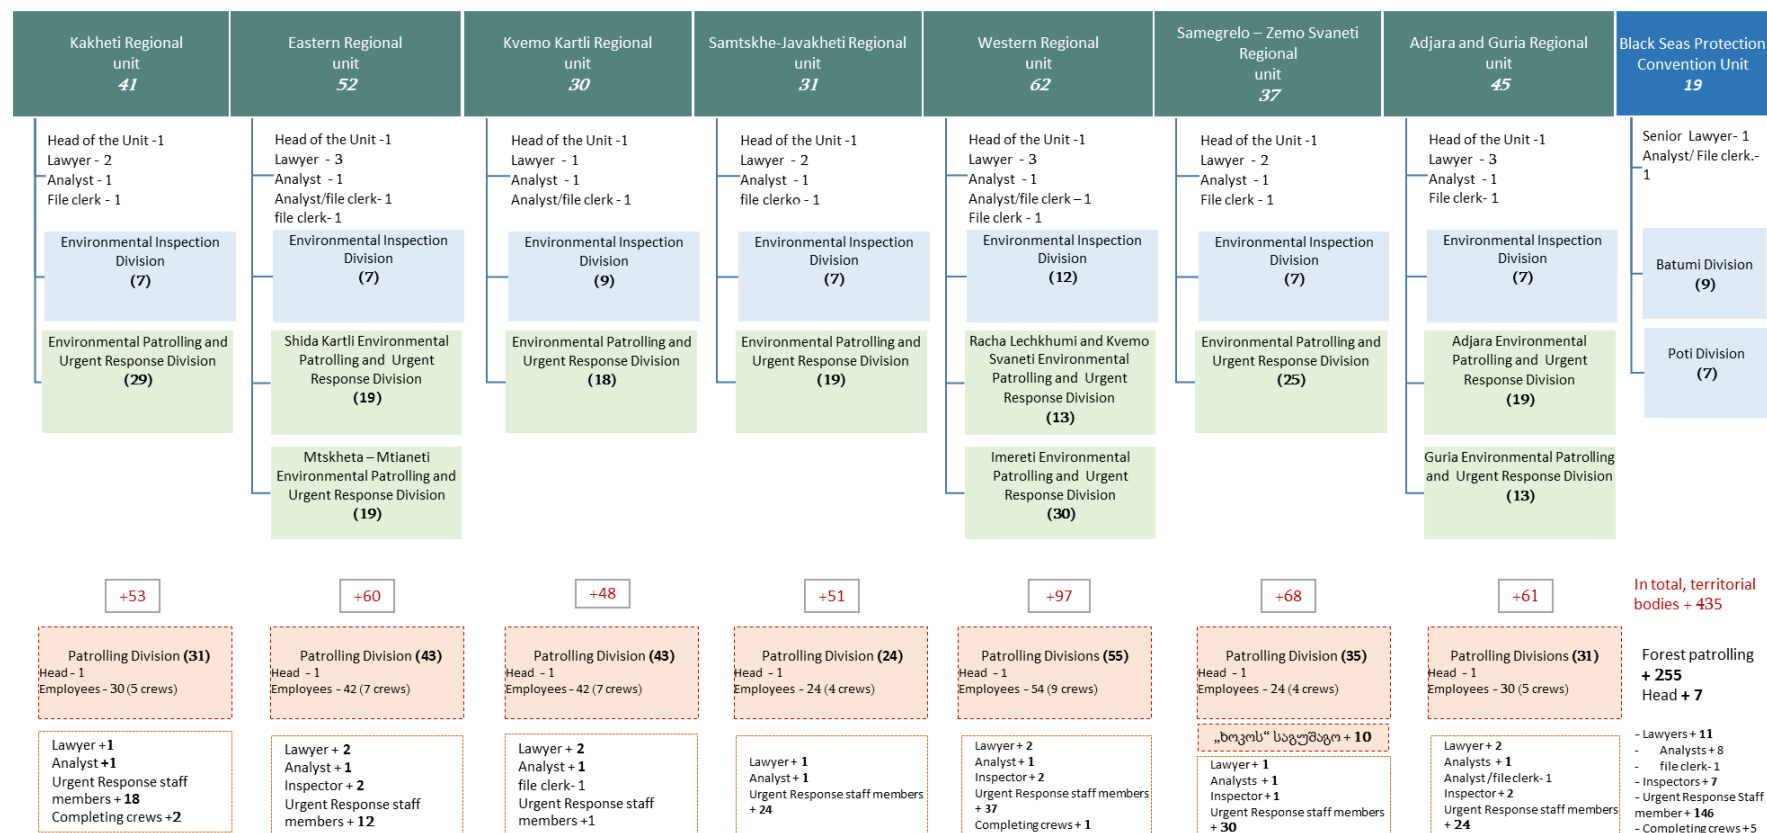 Kakheti Regional
unit
41
Eastern Regional
unit
52
Kvemo Kartli Regional
unit
30
Samtskhe-Javakheti Regional
unit
31
Western Regional
unit
62
Samegrelo – Zemo Svaneti
Regional
unit
37
Adjara and Guria Regional
unit
45
Black Seas Protection
Convention Unit
19
Head of the Unit -1
Lawyer - 2
Analyst - 1
File clerk - 1
Head of the Unit -1
Lawyer - 3
Analyst - 1
Analyst/file clerk- 1
file clerk- 1
Head of the Unit -1
Lawyer - 1
Analyst - 1
Analyst/file clerk - 1
Head of the Unit -1
Lawyer - 2
Analyst - 1
file clerko - 1
Head of the Unit -1
Lawyer - 3
Analyst - 1
Analyst/file clerk – 1
File clerk - 1
Head of the Unit -1
Lawyer - 2
Analyst - 1
File clerk - 1
Head of the Unit -1
Lawyer - 3
Analyst - 1
File clerk- 1
Senior Lawyer- 1
Analyst/ File clerk.-
1
Environmental Inspection
Division
(7)
Environmental Inspection
Division
(7)
Environmental Inspection
Division
(9)
Environmental Inspection
Division
(7)
Environmental Inspection
Division
(12)
Environmental Inspection
Division
(7)
Environmental Inspection
Division
(7)
Batumi Division
(9)
Environmental Patrolling and
Urgent Response Division
(29)
Shida Kartli Environmental
Patrolling and Urgent
Response Division
(19)
Environmental Patrolling and
Urgent Response Division
(18)
Environmental Patrolling and
Urgent Response Division
(19)
Racha Lechkhumi and Kvemo
Svaneti Environmental
Patrolling and Urgent
Response Division
(13)
Environmental Patrolling and
Urgent Response Division
(25)
Adjara Environmental
Patrolling and Urgent
Response Division
(19)
Poti Division
(7)
Mtskheta – Mtianeti
Environmental Patrolling and
Urgent Response Division
(19)
Imereti Environmental
Patrolling and Urgent
Response Division
(30)
Guria Environmental Patrolling
and Urgent Response Division
(13)
+53
+60
+48
+51
+97
+68
+61
In total, territorial
bodies + 435
Patrolling Division (31)
Head - 1
Employees - 30 (5 crews)
Patrolling Division (43)
Head - 1
Employees - 42 (7 crews)
Patrolling Division (43)
Head - 1
Employees - 42 (7 crews)
Patrolling Division (24)
Head - 1
Employees - 24 (4 crews)
Patrolling Divisions (55)
Head - 1
Employees - 54 (9 crews)
Patrolling Division (35)
Head - 1
Employees - 24 (4 crews)
Patrolling Divisions (31)
Head - 1
Employees - 30 (5 crews)
Forest patrolling
+ 255
Head + 7
Lawyer +1
Analyst +1
Urgent Response staff
members + 18
Completing crews +2
Lawyer + 2
Analyst + 1
Inspector + 2
Urgent Response staff
members + 12
Lawyer + 2
Analyst + 1
file clerk- 1
Urgent Response staff
members +1
Lawyer + 1
Analyst + 1
Urgent Response staff members
+ 24
Lawyer + 2
Analyst + 1
Inspector + 2
Urgent Response staff members
+ 37
Completing crews + 1
„ხოკოს“ საგუშაგო + 10
Lawyer + 1
Analysts + 1
Inspector + 1
Urgent Response staff members
+ 30
Lawyer + 2
Analysts + 1
Analyst/file clerk- 1
Inspector + 2
Urgent Response staff members
+ 24
- Lawyers + 11
- Analysts + 8
- file clerk- 1
- Inspectors + 7
- Urgent Response Staff
member + 146
- Completing crews +5